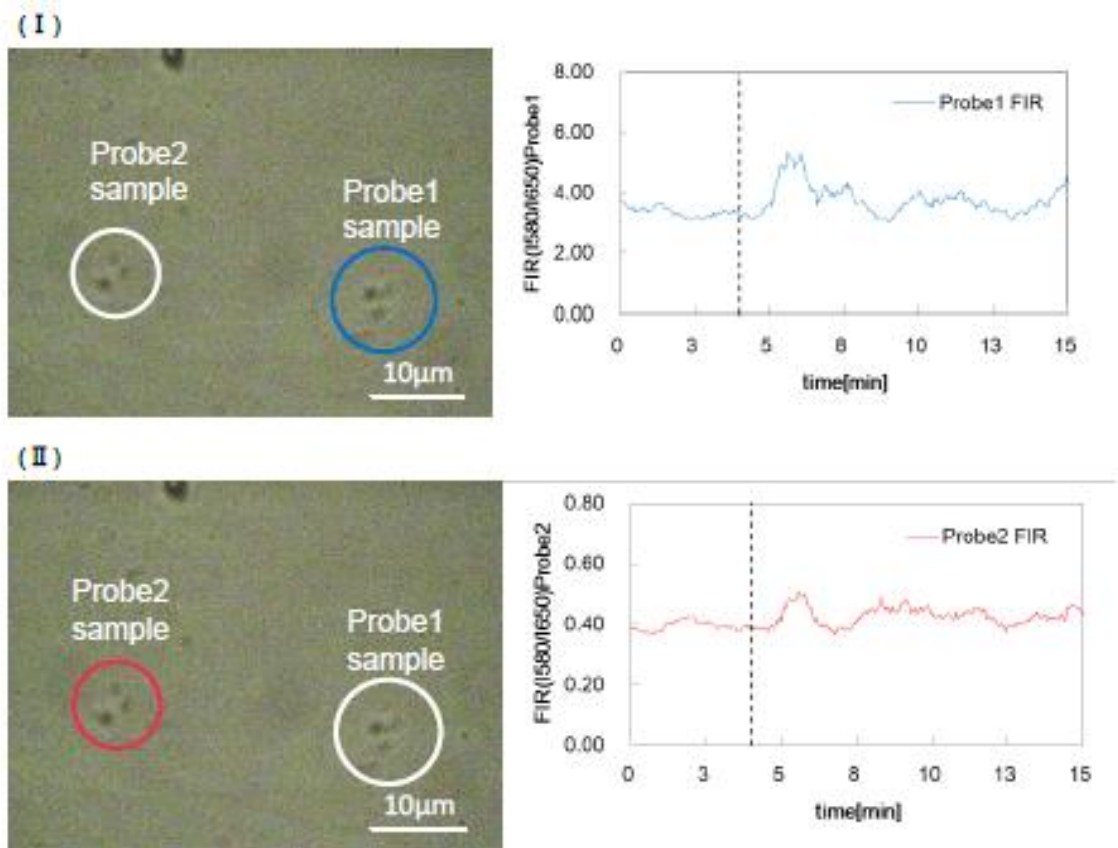 (Ⅰ)
Probe2
sample
Probe1
sample
10μm
FIR(I580/I650)Probe1
8.00
6.00
4.00
2.00
0.00
Probe1 FIR
0 3 5 8 10 13 15
time[min]
(Ⅱ)
Probe2
sample
Probe1
sample
10μm
FIR(I580/I650)Probe2
0.80
0.60
0.40
0.20
0.00
Probe2 FIR
0 3 5 8 10 13 15
time[min]